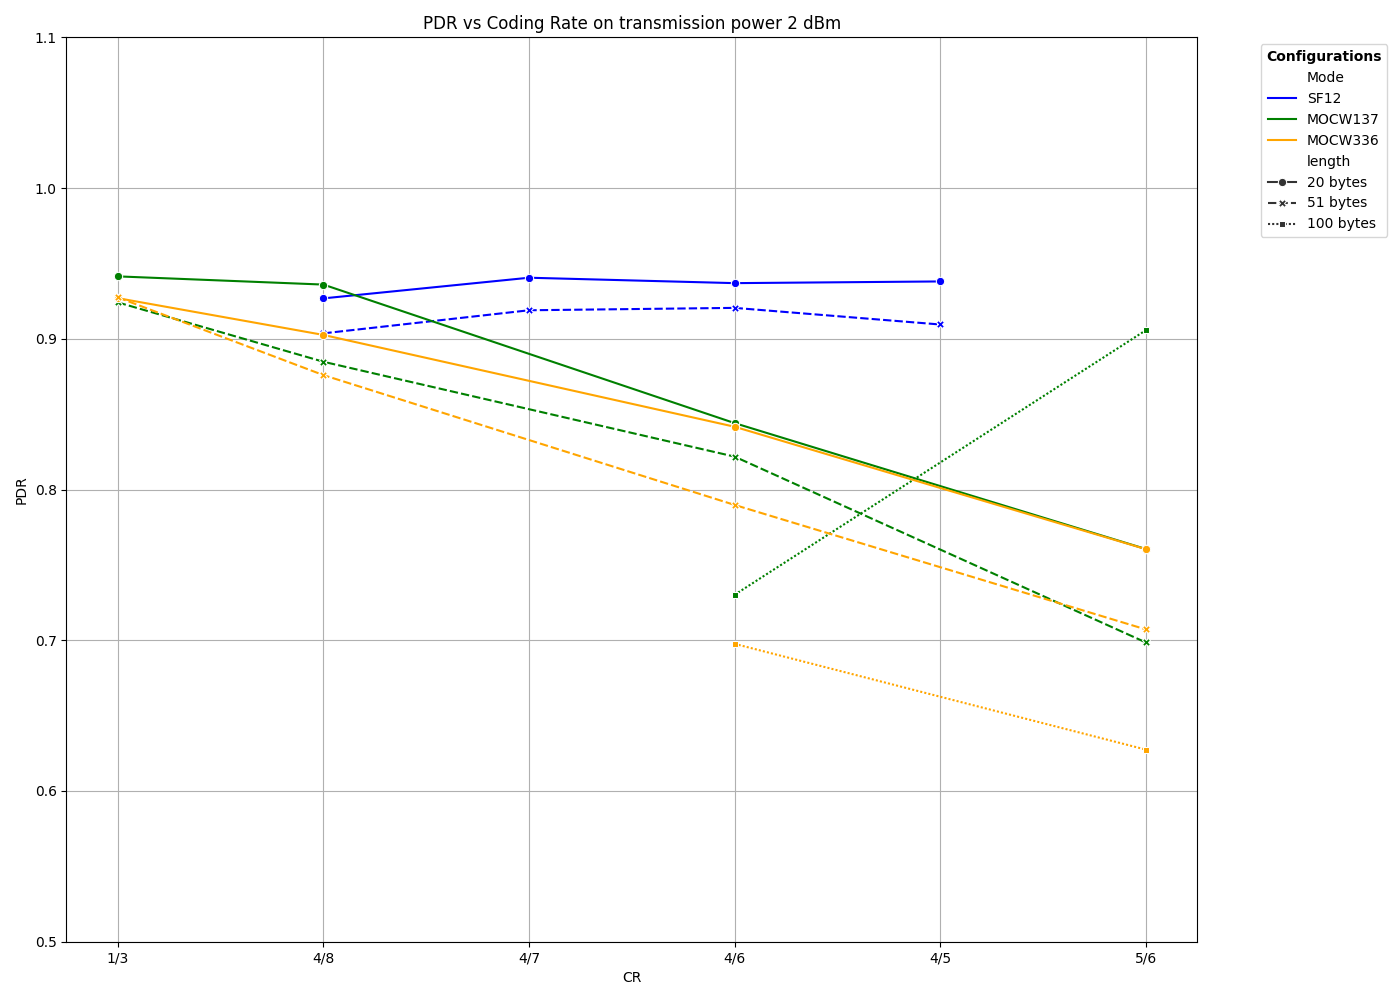 PDR vs Coding Rate on transmission power 2 dBm
1.1
1.0
0.9
0.8
0.7
0.6
0.5
PDR
1/3 4/8 4/7 4/6 4/5 5/6
CR
Configurations
Mode
SF12
MOCW137
MOCW336
length
20 bytes
51 bytes
100 bytes